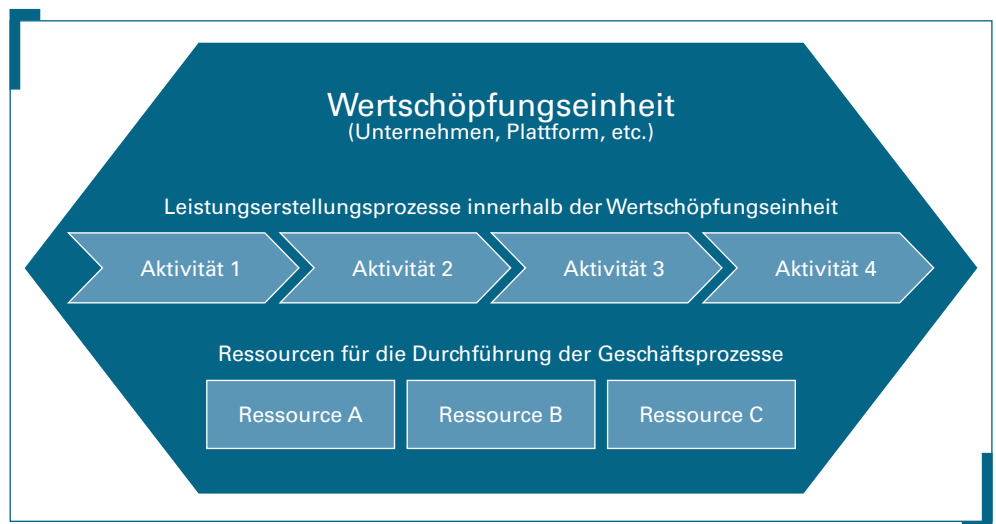 Wertschöpfungseinheit
(Unternehmen, Plattform, etc.)
Leistungserstellungsprozesse innerhalb der Wertschöpfungseinheit
Aktivität 1
Aktivität 2
Aktivität 3
Aktivität 4
Ressourcen für die Durchführung der Geschäftsprozesse
Ressource A
Ressource B
Ressource C